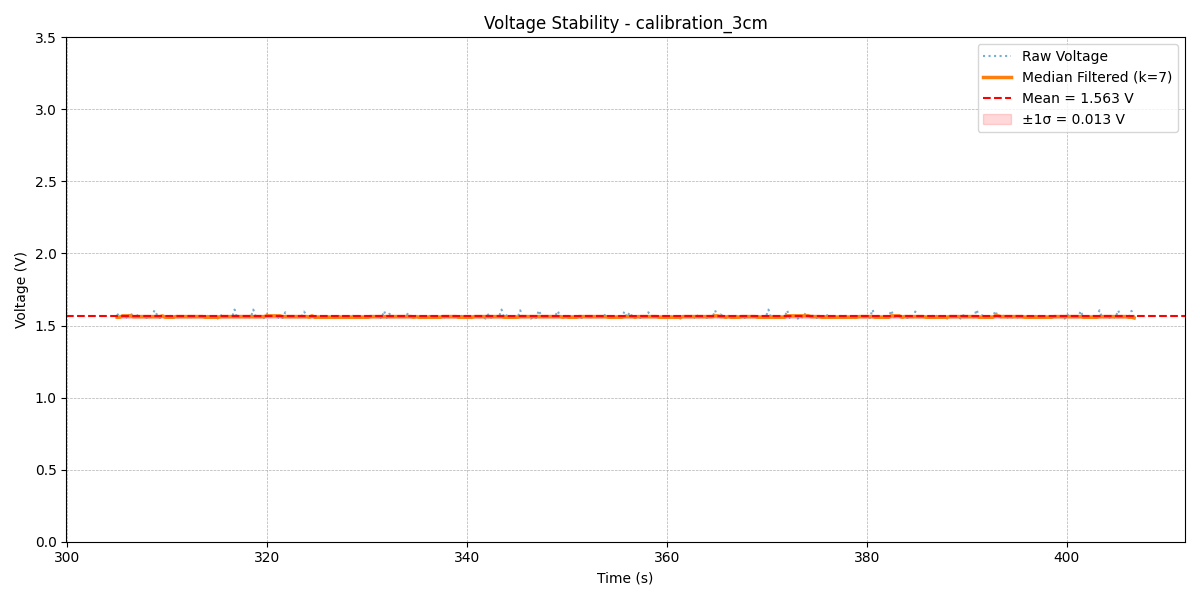 Voltage Stability - calibration_3cm
3.5
3.0
2.5
2.0
1.5
1.0
0.5
0.0
Voltage (V)
Raw Voltage
Median Filtered (k=7)
Mean = 1.563 V
±1σ = 0.013 V
300 320 340 360 380 400
Time (s)